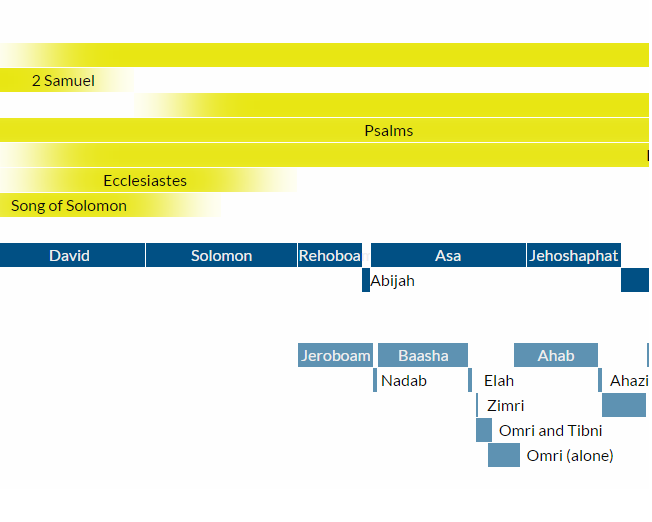 2 Samuel
Psalms
Ecclesiastes
Song of Solomon
David Solomon Rehoboa Asa Jehoshaphat
Abijah
Jeroboam Baasha Ahab
Nadab Elah Ahazi
Zimri
Omri and Tibni
Omri (alone)